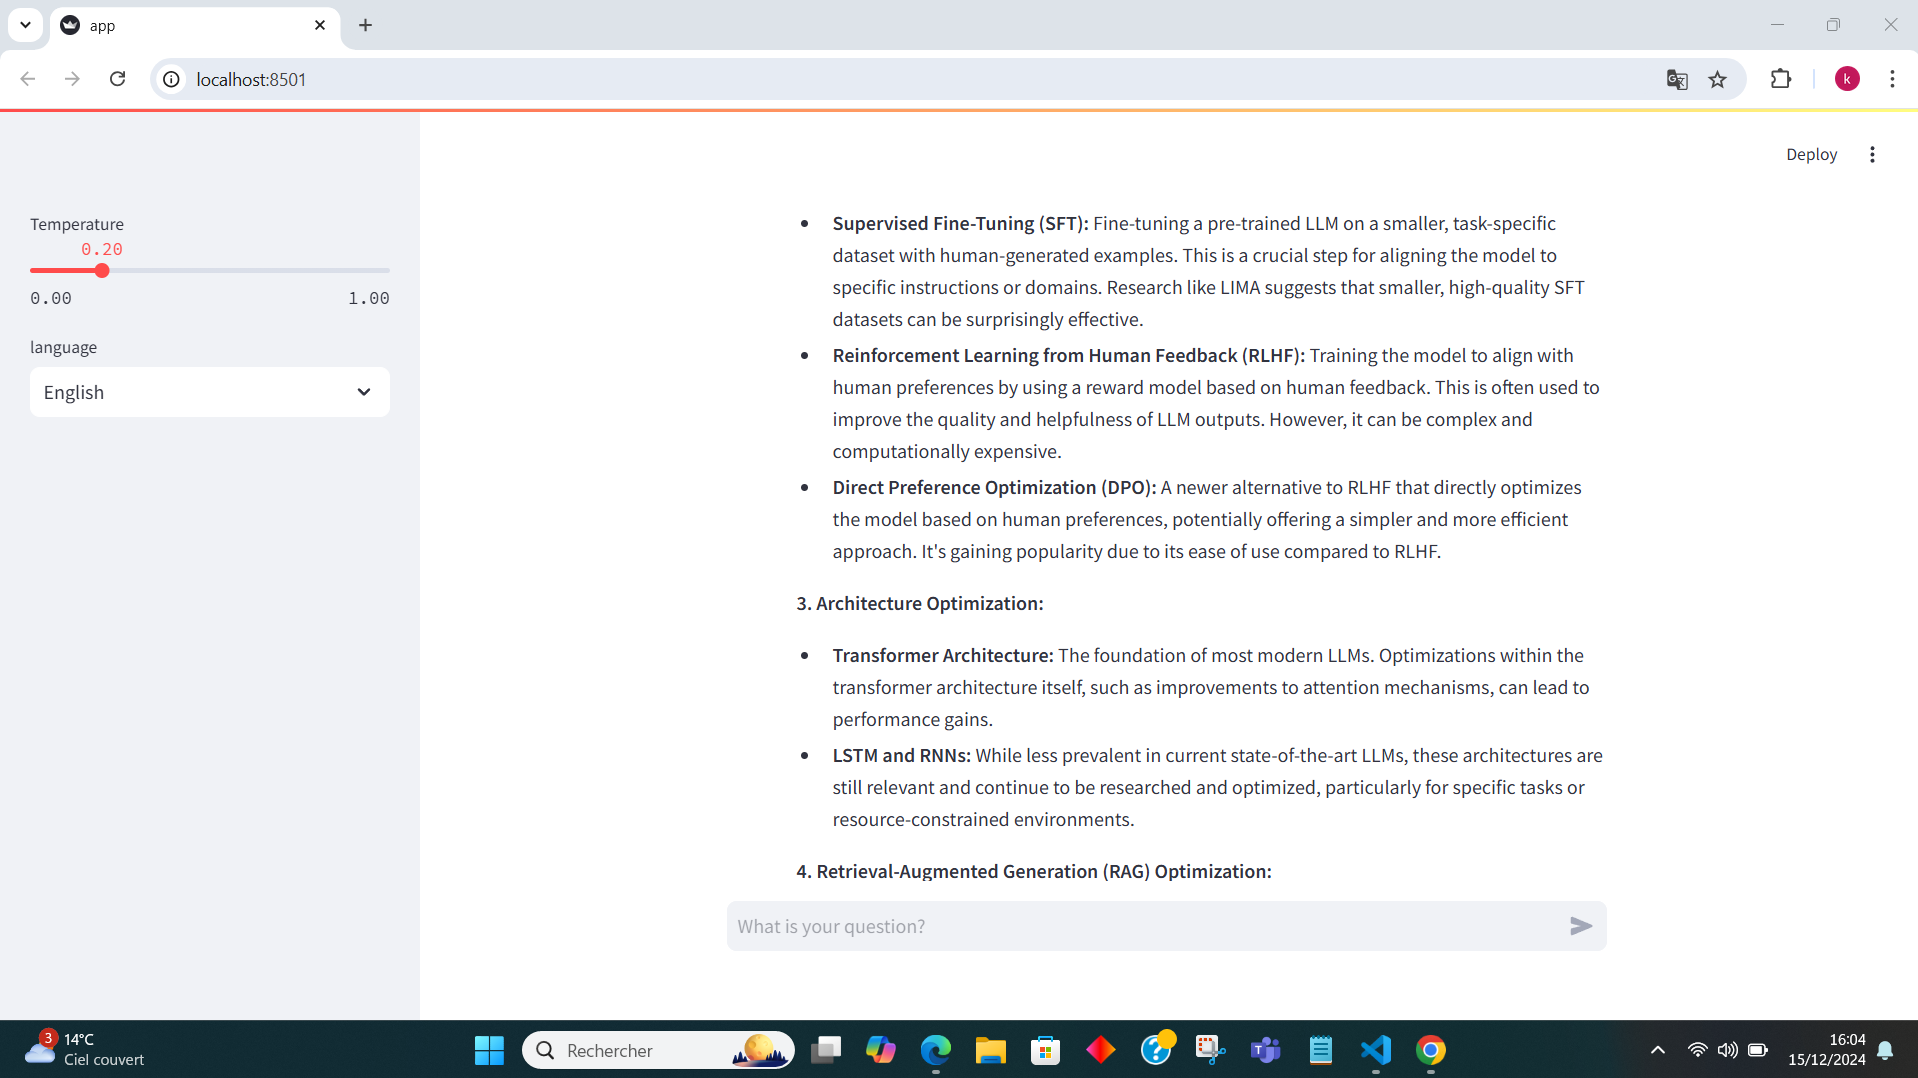 app
localhost:8501
k
Deploy
Temperature
0.20
0.00 1.00
language
English
• Supervised Fine-Tuning (SFT): Fine-tuning a pre-trained LLM on a smaller, task-specific
dataset with human-generated examples. This is a crucial step for aligning the model to
specific instructions or domains. Research like LIMA suggests that smaller, high-quality SFT
datasets can be surprisingly effective.
• Reinforcement Learning from Human Feedback (RLHF): Training the model to align with
human preferences by using a reward model based on human feedback. This is often used to
improve the quality and helpfulness of LLM outputs. However, it can be complex and
computationally expensive.
• Direct Preference Optimization (DPO): A newer alternative to RLHF that directly optimizes
the model based on human preferences, potentially offering a simpler and more efficient
approach. It's gaining popularity due to its ease of use compared to RLHF.
3. Architecture Optimization:
• Transformer Architecture: The foundation of most modern LLMs. Optimizations within the
transformer architecture itself, such as improvements to attention mechanisms, can lead to
performance gains.
• LSTM and RNNs: While less prevalent in current state-of-the-art LLMs, these architectures are
still relevant and continue to be researched and optimized, particularly for specific tasks or
resource-constrained environments.
4. Retrieval-Augmented Generation (RAG) Optimization:
What is your question?
3
14°C
Ciel couvert
Rechercher
16:04
15/12/2024